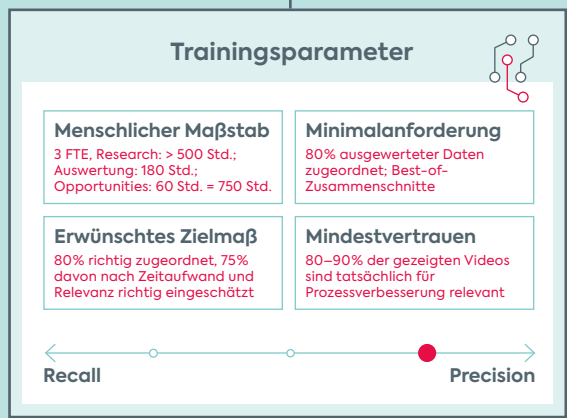 Trainingsparameter
Menschlicher Maßstab
3 FTE, Research: > 500 Std.;
Auswertung: 180 Std.;
Opportunities: 60 Std. = 750 Std.
Minimalanforderung
80% ausgewerteter Daten
zugeordnet; Best-of-
Zusammenschnitte
Erwünschtes Zielmaß
80% richtig zugeordnet, 75%
davon nach Zeitaufwand und
Relevanz richtig eingeschätzt
Mindestvertrauen
80–90% der gezeigten Videos
sind tatsächlich für
Prozessverbesserung relevant
Recall
Precision